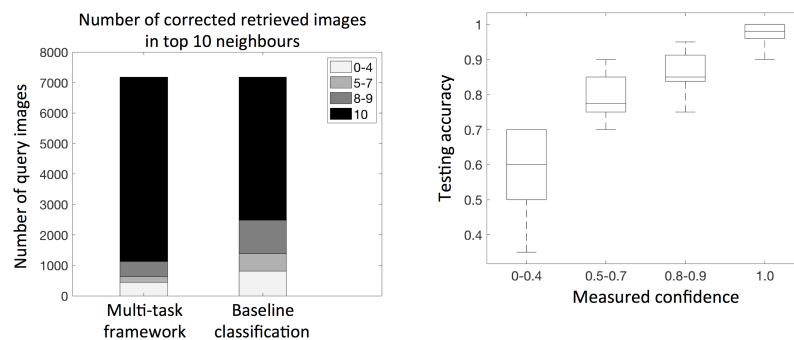 Number of corrected retrieved images
in top 10 neighbours
Number of query images
8000
7000
6000
5000
4000
3000
2000
1000
0
0-4
5-7
8-9
10
Multi-task
framework
Baseline
classification
Testing accuracy
1
0.9
0.8
0.7
0.6
0.5
0.4
0-0.4
0.5-0.7
0.8-0.9
1.0
Measured confidence